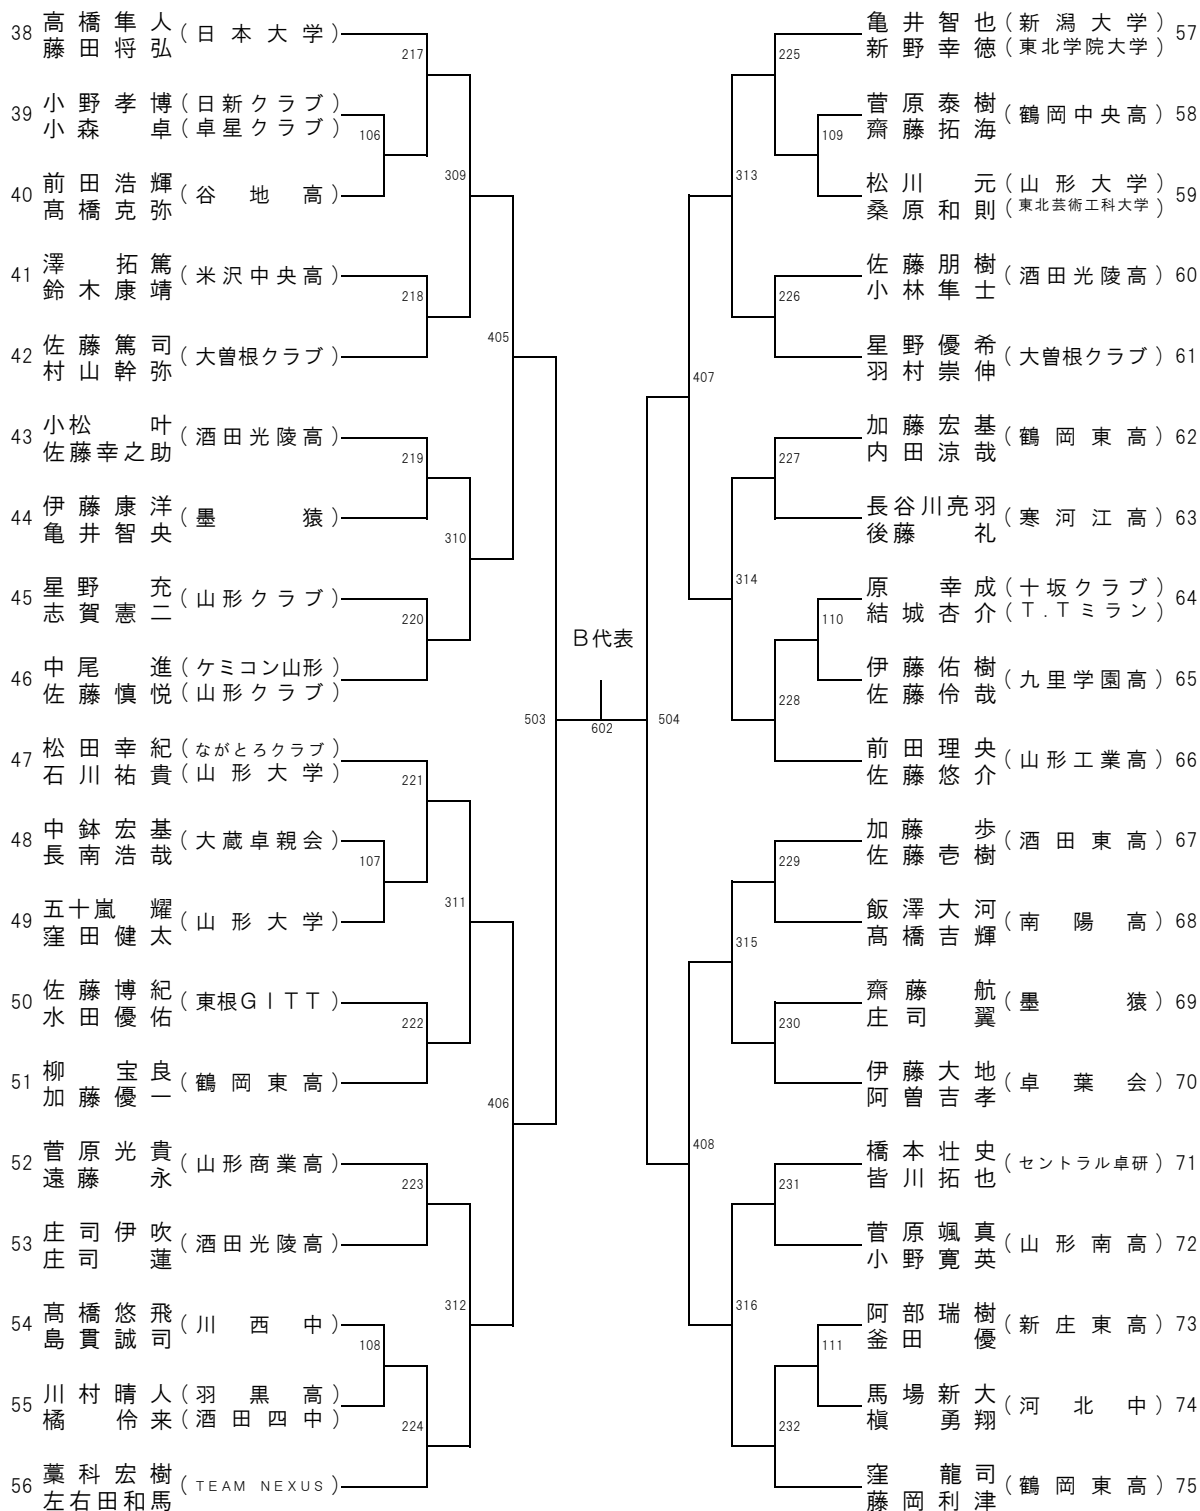 38 高橋隼人 (日本大学)
藤田将弘
217
39 小野孝博 (日新クラブ)
小森卓 (卓星クラブ)
106
40 前田浩輝 (谷地高)
髙橋克弥
309
41 澤拓篤 (米沢中央高)
鈴木康靖
218
42 佐藤篤司 (大曽根クラブ)
村山幹弥
405
43 小松叶 (酒田光陵高)
佐藤幸之助
219
44 伊藤康洋 (墨猿)
亀井智央
310
45 星野充 (山形クラブ)
志賀憲二
220
46 中尾進 (ケミコン山形)
佐藤慎悦 (山形クラブ)
503
47 松田幸紀 (ながとろクラブ)
石川祐貴 (山形大学)
221
48 中鉢宏基 (大蔵卓親会)
長南浩哉
107
49 五十嵐耀 (山形大学)
窪田健太
311
50 佐藤博紀 (東根GITT)
水田優佑
222
51 柳宝良 (鶴岡東高)
加藤優一
406
52 菅原光貴 (山形商業高)
遠藤永
223
53 庄司伊吹 (酒田光陵高)
庄司蓮
312
54 髙橋悠飛 (川西中)
島貫誠司
108
55 川村晴人 (羽黒高)
橘伶来 (酒田四中)
224
56 藁科宏樹 (TEAM NEXUS)
左右田和馬
B代表
602
亀井智也 (新潟大学) 57
新野幸徳 (東北学院大学)
225
菅原泰樹 (鶴岡中央高) 58
齋藤拓海
109
松川元 (山形大学) 59
桑原和則 (東北芸術工科大学)
313
佐藤朋樹 (酒田光陵高) 60
小林隼士
226
星野優希 (大曽根クラブ) 61
羽村崇伸
407
加藤宏基 (鶴岡東高) 62
内田涼哉
227
長谷川亮羽 (寒河江高) 63
後藤礼
314
原幸成 (十坂クラブ) 64
結城杏介 (T.Tミラン)
110
伊藤佑樹 (九里学園高) 65
佐藤伶哉
228
504
前田理央 (山形工業高) 66
佐藤悠介
加藤歩 (酒田東高) 67
佐藤壱樹
229
飯澤大河 (南陽高) 68
髙橋吉輝
315
齋藤航 (墨猿) 69
庄司翼
230
伊藤大地 (卓葉会) 70
阿曽吉孝
408
橋本壮史 (セントラル卓研) 71
皆川拓也
231
菅原颯真 (山形南高) 72
小野寛英
316
阿部瑞樹 (新庄東高) 73
釜田優
111
馬場新大 (河北中) 74
槇勇翔
232
窪龍司 (鶴岡東高) 75
藤岡利津